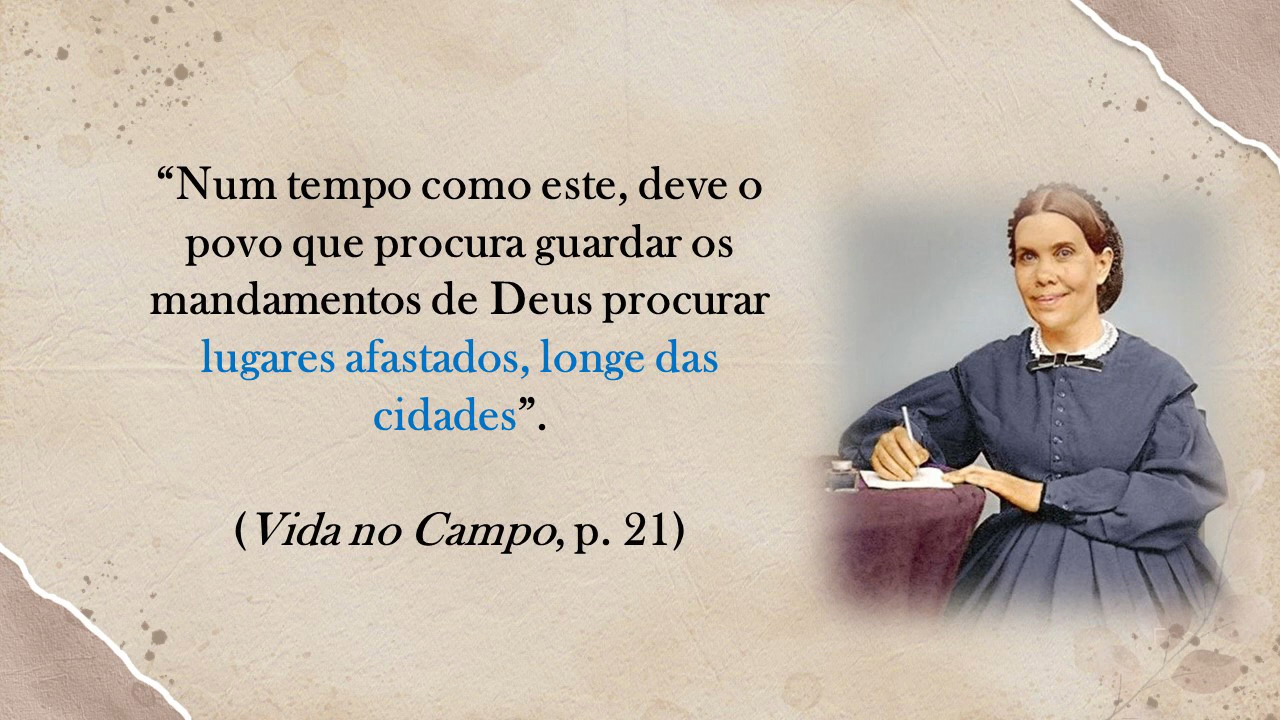 “Num tempo como este, deve o
povo que procura guardar os
mandamentos de Deus procurar
lugares afastados, longe das
cidades”.
(Vida no Campo, p. 21)